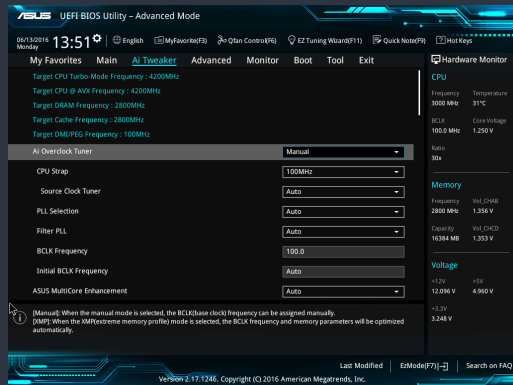 ASUS UEFI BIOS Utility – Advanced Mode
06/13/2016 Monday 13:51 English MyFavorite(F3) Qfan Control(F6) EZ Tuning Wizard(F11) Quick Note(F9) Hot Keys
My Favorites Main Ai Tweaker Advanced Monitor Boot Tool Exit
Hardware Monitor
Target CPU Turbo-Mode Frequency : 4200MHz
Target CPU @ AVX Frequency : 4200MHz
Target DRAM Frequency : 2800MHz
Target Cache Frequency : 2800MHz
Target DMI/PEG Frequency : 100MHz
Ai Overclock Tuner Manual
CPU Strap 100MHz
Source Clock Tuner Auto
PLL Selection Auto
Filter PLL Auto
BCLK Frequency 100.0
Initial BCLK Frequency Auto
ASUS MultiCore Enhancement Auto
[Manual]: When the manual mode is selected, the BCLK(base clock) frequency can be assigned manually.
[XMP]: When the XMP(extreme memory profile) mode is selected, the BCLK frequency and memory parameters will be optimized
automatically.
CPU
Frequency Temperature
3000 MHz 31°C
BCLK Core Voltage
100.0 MHz 1.250 V
Ratio
30x
Memory
Frequency Vol_CHAB
2800 MHz 1.356 V
Capacity Vol_CHCD
16384 MB 1.353 V
Voltage
+12V +5V
12.096 V 4.960 V
+3.3V
3.248 V
Last Modified EzMode(F7) Search on FAQ
Version 2.17.1246. Copyright (C) 2016 American Megatrends, Inc.